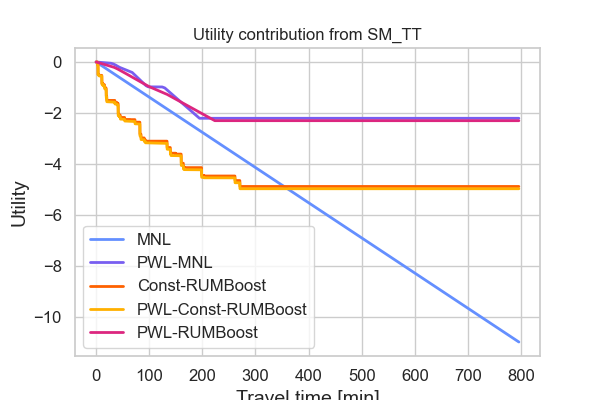 Utility contribution from SM_TT
0
−2
−4
−6
−8
−10
Utility
MNL
PWL-MNL
Const-RUMBoost
PWL-Const-RUMBoost
PWL-RUMBoost
0 100 200 300 400 500 600 700 800
Travel time [min]